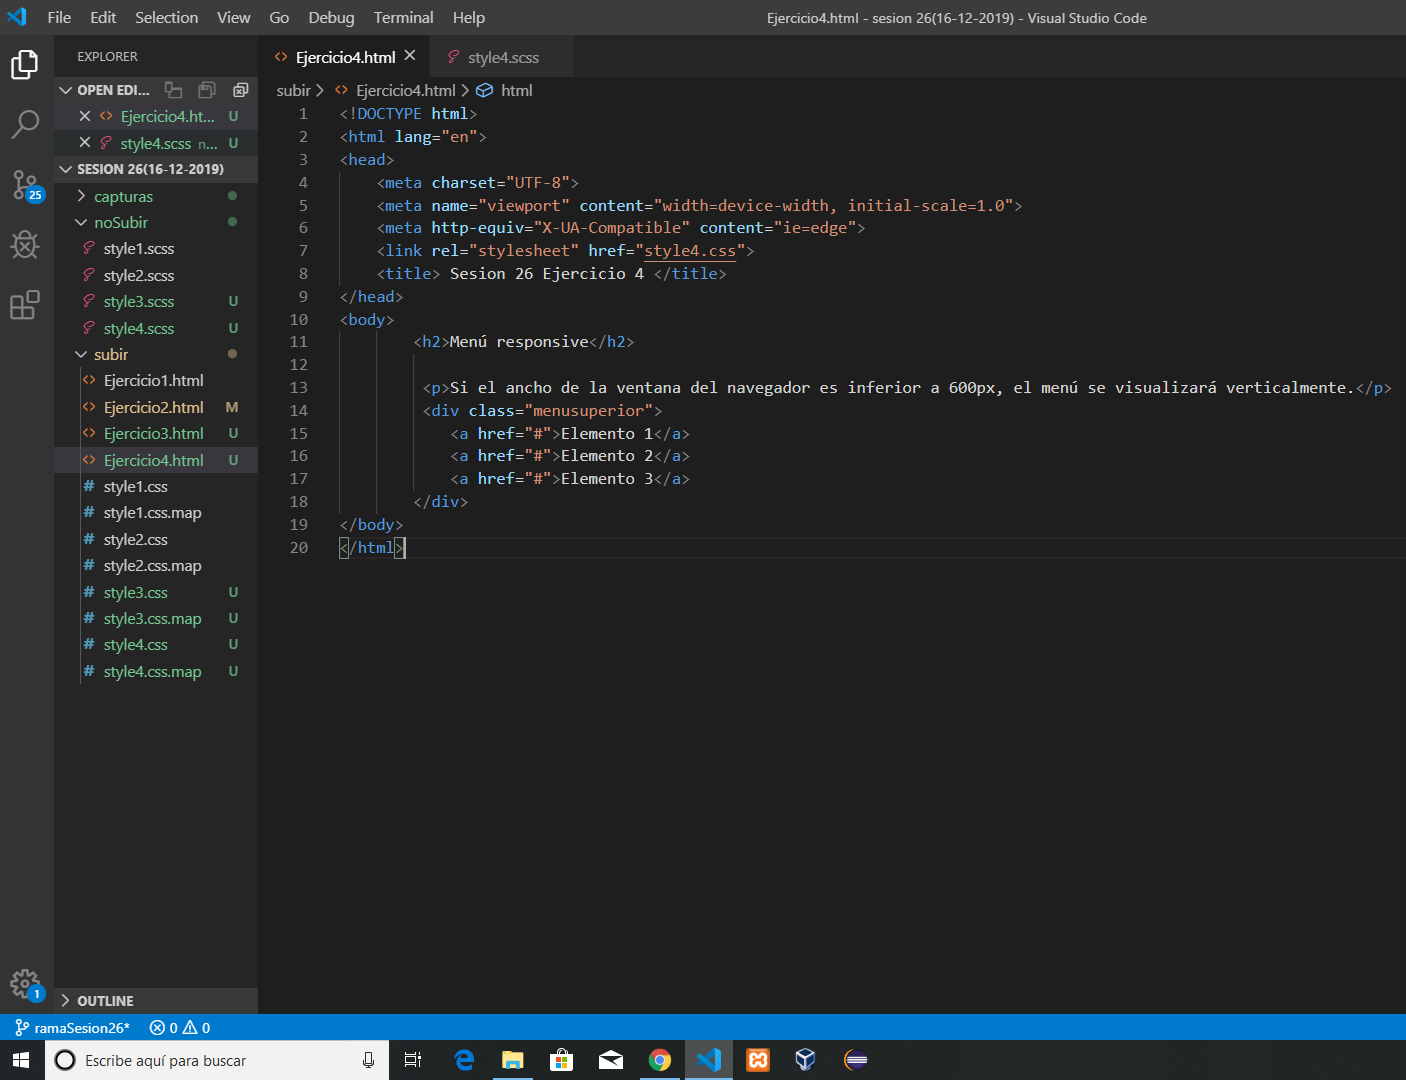 File Edit Selection View Go Debug Terminal Help
Ejercicio4.html - sesion 26(16-12-2019) - Visual Studio Code
EXPLORER
OPEN EDI...
Ejercicio4.ht... U
style4.scss n... U
SESION 26(16-12-2019)
capturas
noSubir
style1.scss
style2.scss
style3.scss U
style4.scss U
subir
Ejercicio1.html
Ejercicio2.html M
Ejercicio3.html U
Ejercicio4.html U
style1.css
style1.css.map
style2.css
style2.css.map
style3.css U
style3.css.map U
style4.css U
style4.css.map U
OUTLINE
25
1
Ejercicio4.html
style4.scss
subir > Ejercicio4.html > html
1 <!DOCTYPE html>
2 <html lang="en">
3 <head>
4 <meta charset="UTF-8">
5 <meta name="viewport" content="width=device-width, initial-scale=1.0">
6 <meta http-equiv="X-UA-Compatible" content="ie=edge">
7 <link rel="stylesheet" href="style4.css">
8 <title> Sesion 26 Ejercicio 4 </title>
9 </head>
10 <body>
11 <h2>Menú responsive</h2>
12
13 <p>Si el ancho de la ventana del navegador es inferior a 600px, el menú se visualizará verticalmente.</p>
14 <div class="menusuperior">
15 <a href="#">Elemento 1</a>
16 <a href="#">Elemento 2</a>
17 <a href="#">Elemento 3</a>
18 </div>
19 </body>
20 </html>
ramaSesion26* 0 0
Escribe aquí para buscar